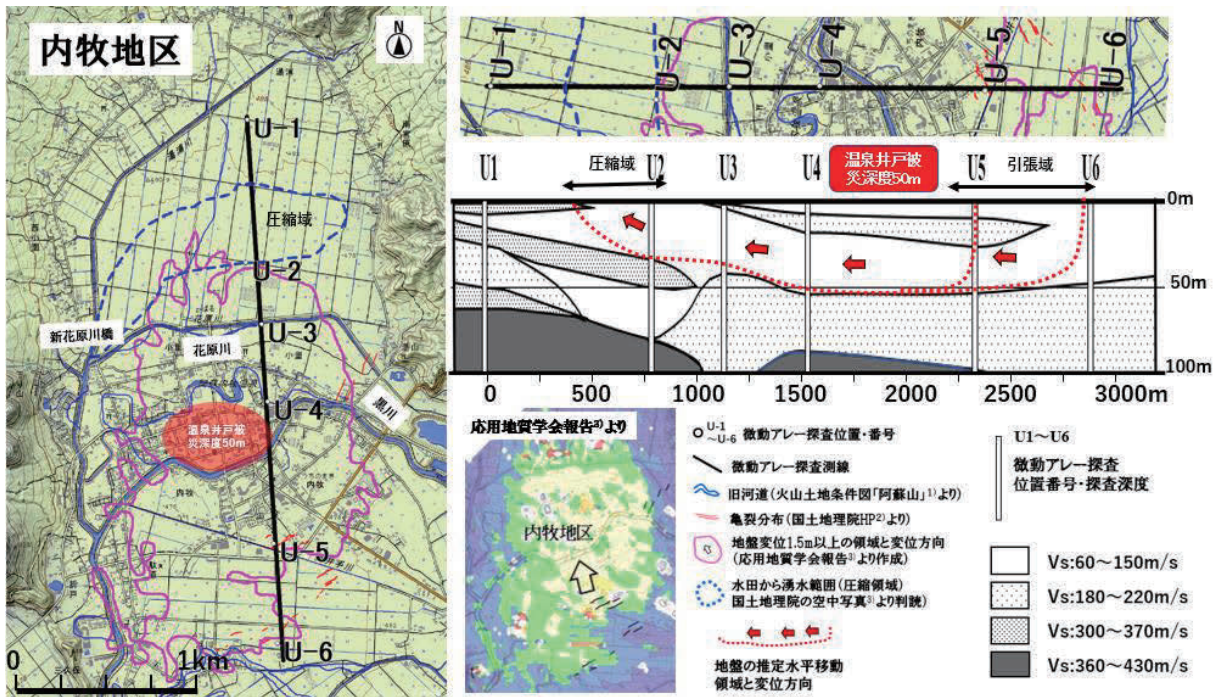 内牧地区
N
U-1
圧縮域
U-2
新花原川橋
花原川
U-3
小里
黒川
U-4
温泉井戸被
災深度50m
内牧
U-5
U-6
0
1km
U-1
U-2
U-3
U-4
U-5
U-6
小里
内牧
U1
圧縮域
U2
U3
U4
温泉井戸被
災深度50m
U5
引張域
U6
0m
50m
100m
0
500
1000
1500
2000
2500
3000m
応用地質学会報告³⁾より
内牧地区
U-1
~U-6 微動アレー探査位置・番号
微動アレー探査測線
旧河道(火山土地条件図「阿蘇山」¹⁾より)
亀裂分布(国土地理院HP²⁾より)
地盤変位1.5m以上の領域と変位方向
(応用地質学会報告³⁾より作成)
水田から湧水範囲(圧縮領域)
国土地理院の空中写真³⁾より判読)
地盤の推定水平移動
領域と変位方向
U1~U6
微動アレー探査
位置番号・探査深度
Vs:60~150m/s
Vs:180~220m/s
Vs:300~370m/s
Vs:360~430m/s